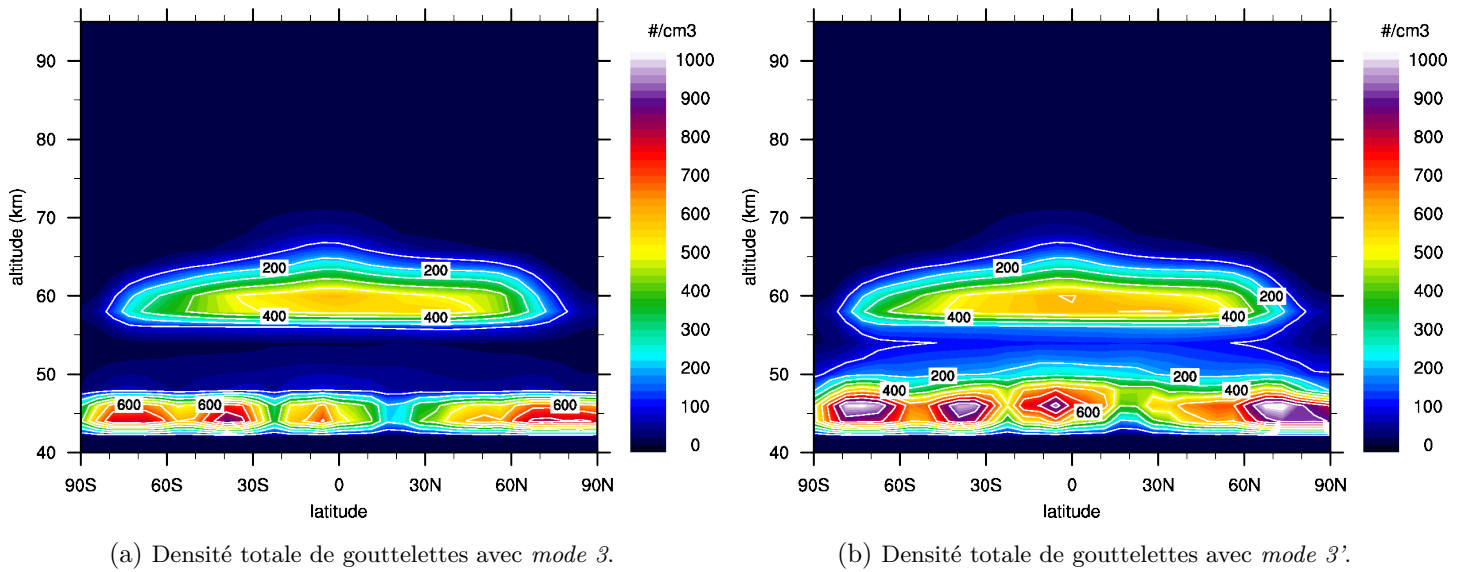 #/cm3
1000
900
800
700
600
500
400
300
200
100
0
altitude (km)
90
80
70
60
50
40
200
200
400
400
600
600
600
90S
60S
30S
0
30N
60N
90N
latitude
(a) Densité totale de gouttelettes avec mode 3.
#/cm3
1000
900
800
700
600
500
400
300
200
100
0
altitude (km)
90
80
70
60
50
40
200
200
400
400
200
200
400
400
600
90S
60S
30S
0
30N
60N
90N
latitude
(b) Densité totale de gouttelettes avec mode 3’.